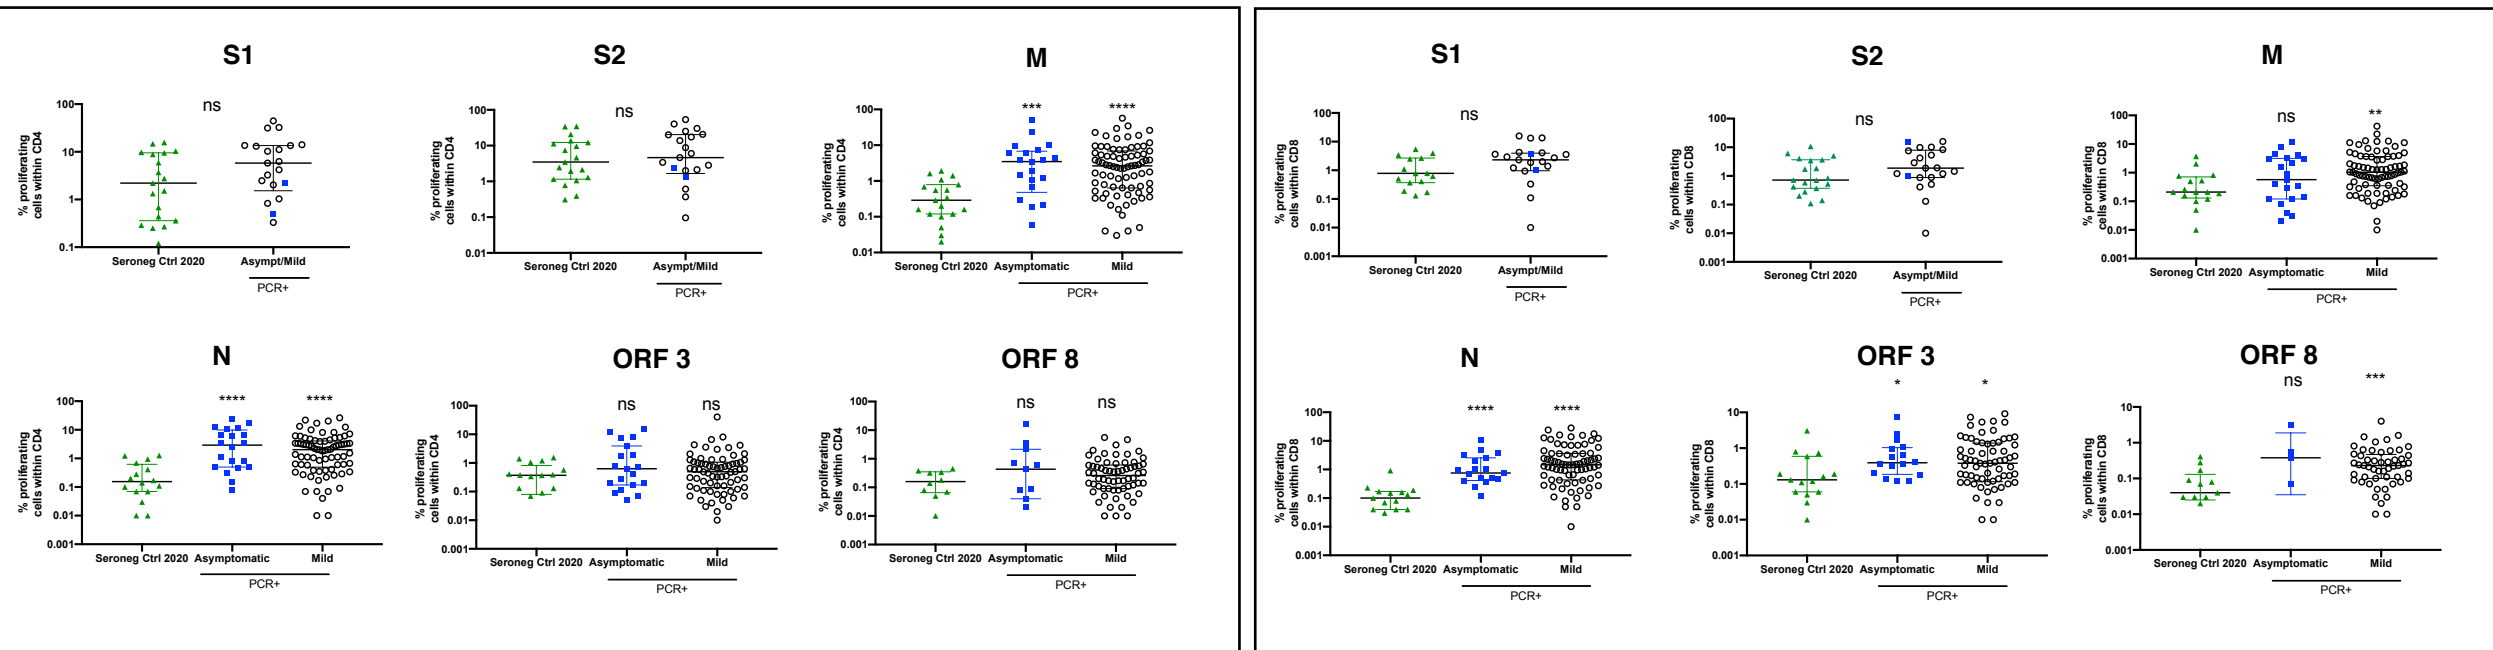 S1
% proliferating
cells within CD4
100
10
1
0.1
ns
Seroneg Ctrl 2020
Asympt/Mild
PCR+
S2
% proliferating
cells within CD4
100
10
1
0.1
0.01
ns
Seroneg Ctrl 2020
Asympt/Mild
PCR+
M
% proliferating
cells within CD4
100
10
1
0.1
0.01
***
****
Seroneg Ctrl 2020
Asymptomatic
Mild
PCR+
N
% proliferating
cells within CD4
100
10
1
0.1
0.01
0.001
****
****
Seroneg Ctrl 2020
Asymptomatic
Mild
PCR+
ORF 3
% proliferating
cells within CD4
100
10
1
0.1
0.01
0.001
ns
ns
Seroneg Ctrl 2020
Asymptomatic
Mild
PCR+
ORF 8
% proliferating
cells within CD4
100
10
1
0.1
0.01
0.001
ns
ns
Seroneg Ctrl 2020
Asymptomatic
Mild
PCR+
S1
% proliferating
cells within CD8
100
10
1
0.1
0.01
0.001
ns
Seroneg Ctrl 2020
Asympt/Mild
PCR+
S2
% proliferating
cells within CD8
100
10
1
0.1
0.01
0.001
ns
Seroneg Ctrl 2020
Asympt/Mild
PCR+
M
% proliferating
cells within CD8
100
10
1
0.1
0.01
0.001
ns
**
Seroneg Ctrl 2020
Asymptomatic
Mild
PCR+
N
% proliferating
cells within CD8
100
10
1
0.1
0.01
0.001
****
****
Seroneg Ctrl 2020
Asymptomatic
Mild
PCR+
ORF 3
% proliferating
cells within CD8
10
1
0.1
0.01
0.001
*
*
Seroneg Ctrl 2020
Asymptomatic
Mild
PCR+
ORF 8
% proliferating
cells within CD8
10
1
0.1
0.01
0.001
ns
***
Seroneg Ctrl 2020
Asymptomatic
Mild
PCR+